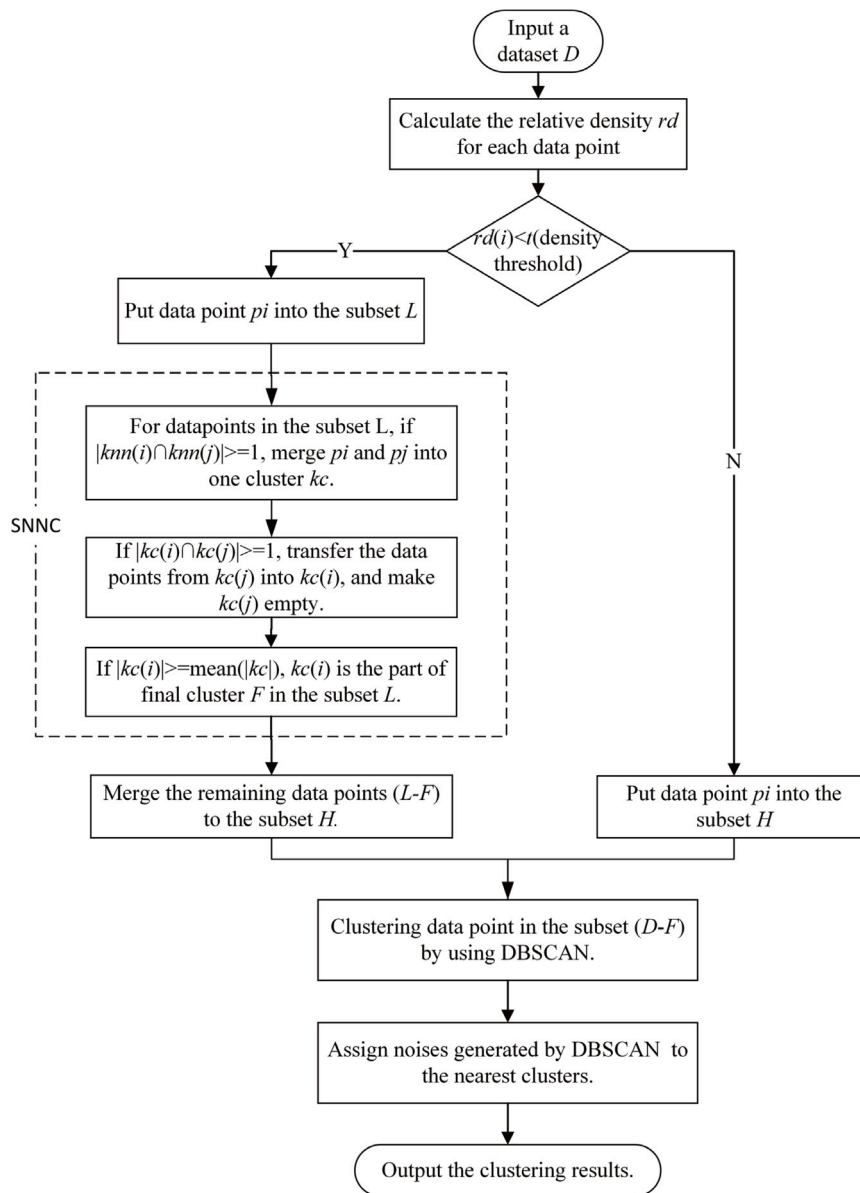 Input a
dataset D
Calculate the relative density rd
for each data point
rd(i)<t(density
threshold)
Y
Put data point pi into the subset L
For datapoints in the subset L, if
|knn(i)∩knn(j)|>=1, merge pi and pj into
one cluster kc.
N
SNNC
If |kc(i)∩kc(j)|>=1, transfer the data
points from kc(j) into kc(i), and make
kc(j) empty.
If |kc(i)|>=mean(|kc|), kc(i) is the part of
final cluster F in the subset L.
Merge the remaining data points (L-F)
to the subset H.
Put data point pi into the
subset H
Clustering data point in the subset (D-F)
by using DBSCAN.
Assign noises generated by DBSCAN to
the nearest clusters.
Output the clustering results.